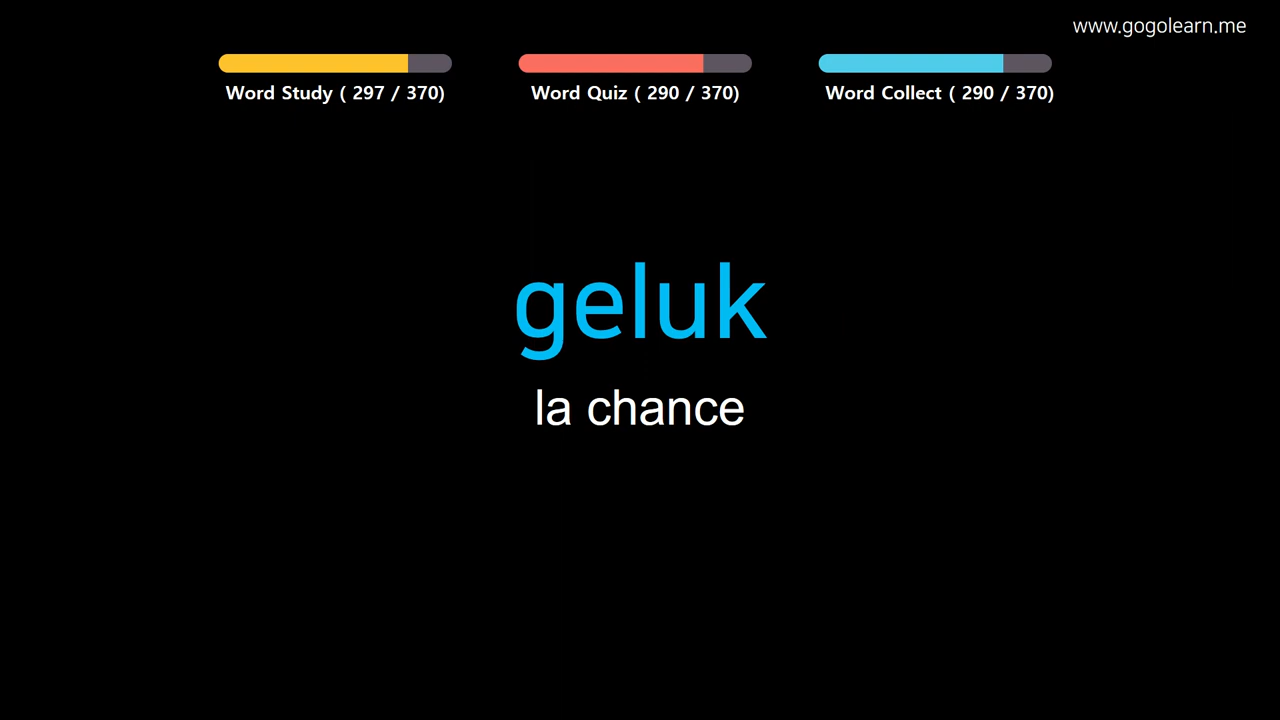 www.gogolearn.me
Word Study ( 297 / 370)
Word Quiz ( 290 / 370)
Word Collect ( 290 / 370)
geluk
la chance